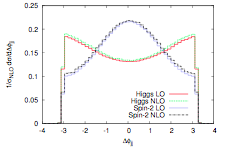 0.25
0.2
0.15
0.1
0.05
0
1/σNLO dσ/dΔφjj
Higgs LO
Higgs NLO
Spin-2 LO
Spin-2 NLO
-4 -3 -2 -1 0 1 2 3 4
Δφjj